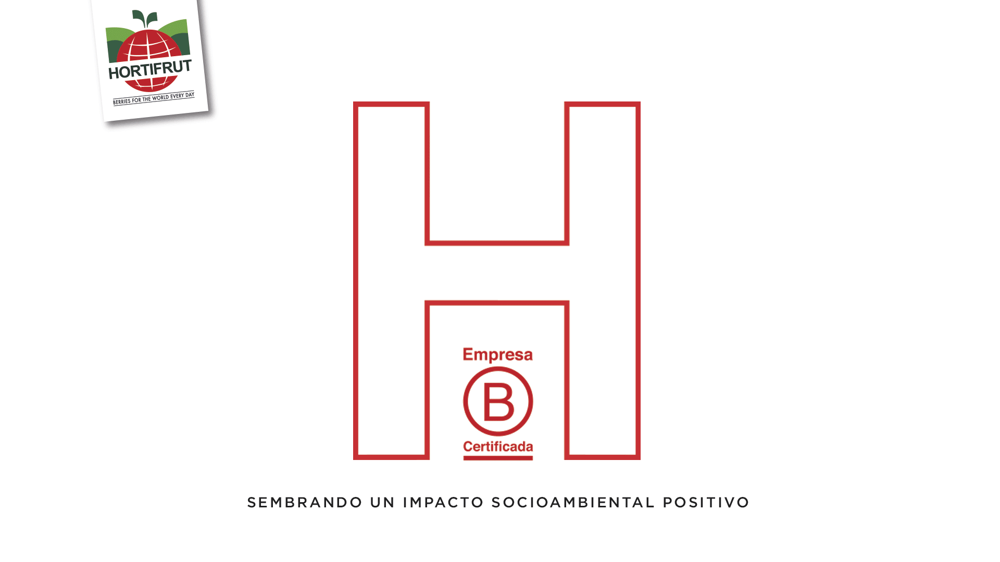 HORTIFRUT
BERRIES FOR THE WORLD EVERY DAY
H
Empresa
B
Certificada
SEMBRANDO UN IMPACTO SOCIOAMBIENTAL POSITIVO